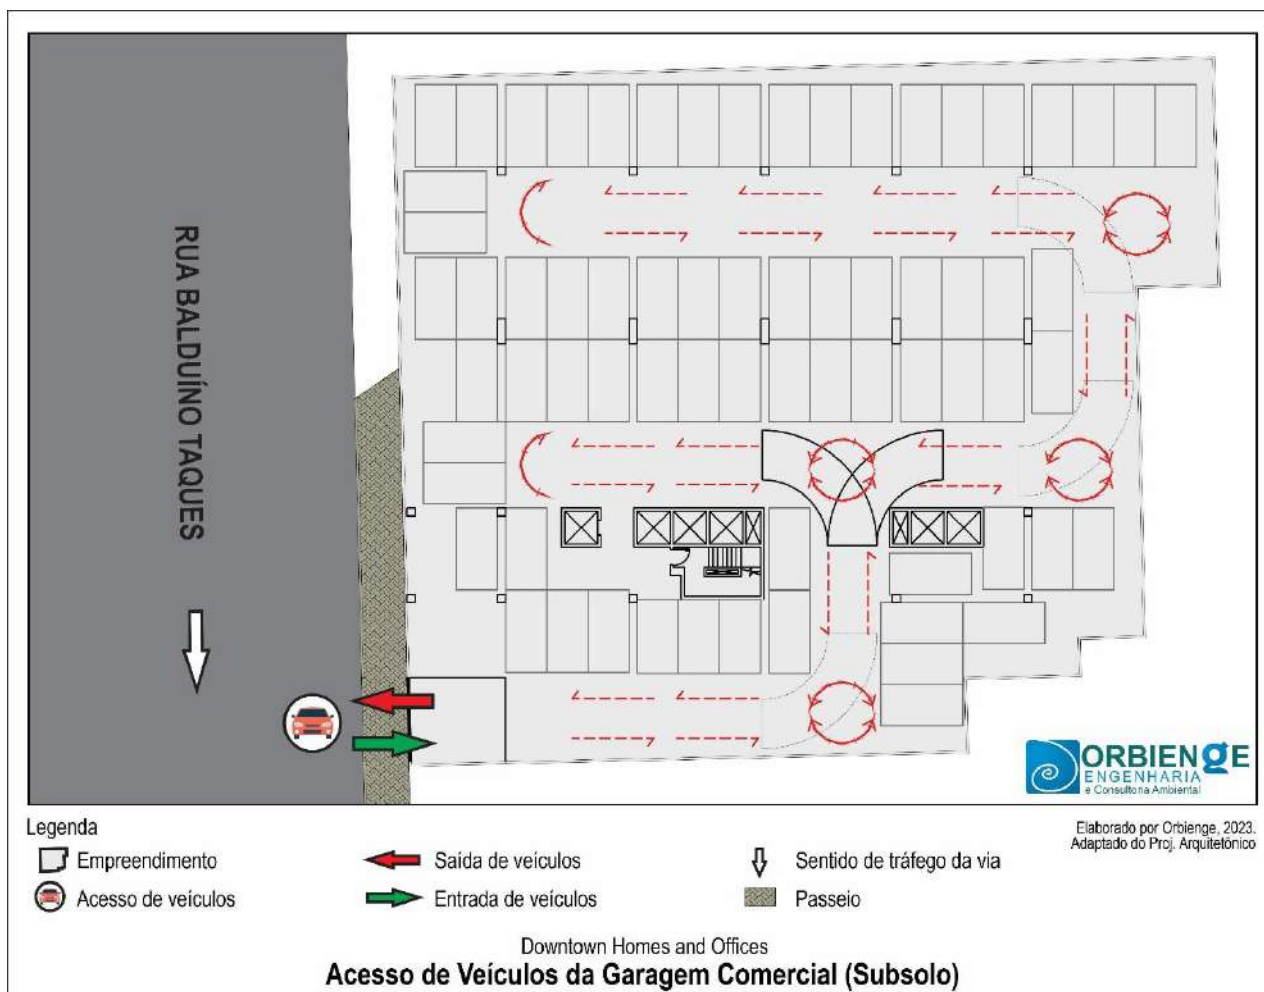 RUA BALDUÍNO TAQUES
ORBIENGE
ENGENHARIA
e Consultoria Ambiental
Elaborado por Orbienge, 2023.
Adaptado do Proj. Arquitetônico
Legenda
Empreendimento
Saída de veículos
Sentido de tráfego da via
Acesso de veículos
Entrada de veículos
Passeio
Downtown Homes and Offices
Acesso de Veículos da Garagem Comercial (Subsolo)